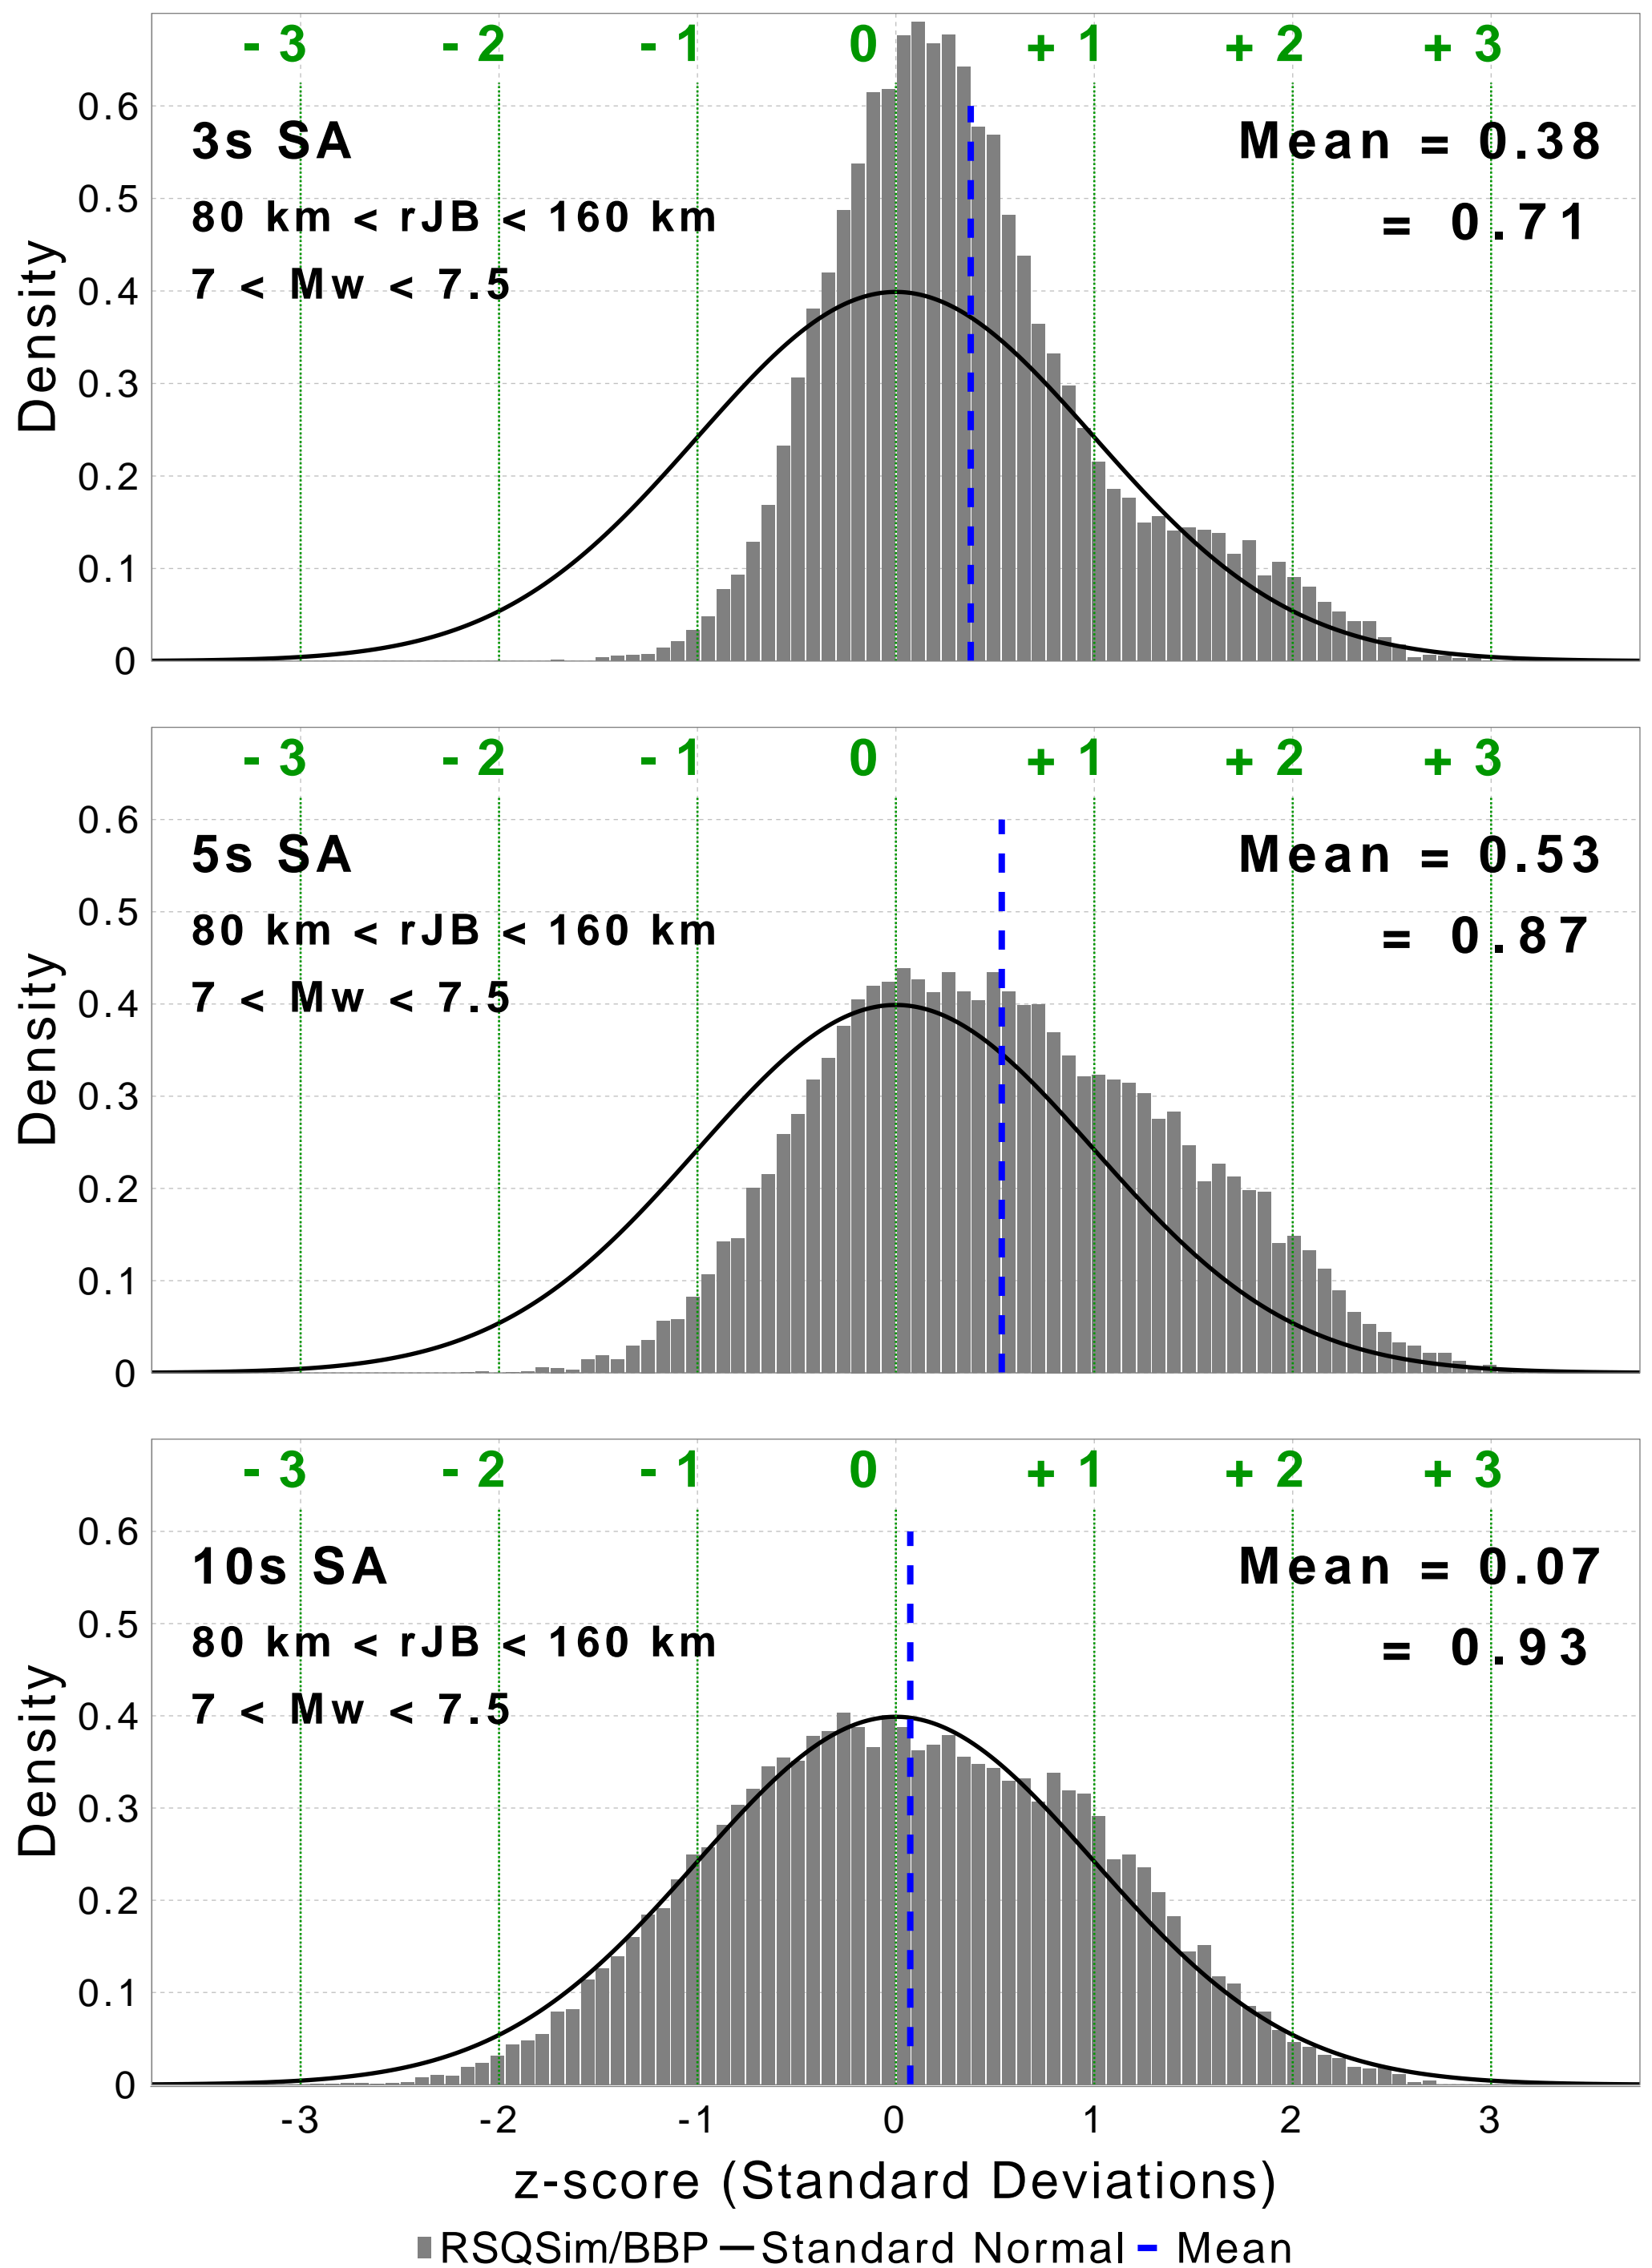 - 3 - 2 - 1 0 + 1 + 2 + 3
0.6
3s SA
Mean = 0.38
0.5
80 km < rJB < 160 km
= 0.71
7 < Mw < 7.5
0.4
0.3
0.2
0.1
0
Density
- 3 - 2 - 1 0 + 1 + 2 + 3
0.6
5s SA
Mean = 0.53
0.5
80 km < rJB < 160 km
= 0.87
7 < Mw < 7.5
0.4
0.3
0.2
0.1
0
Density
- 3 - 2 - 1 0 + 1 + 2 + 3
0.6
10s SA
Mean = 0.07
0.5
80 km < rJB < 160 km
= 0.93
7 < Mw < 7.5
0.4
0.3
0.2
0.1
0
Density
-3 -2 -1 0 1 2 3
z-score (Standard Deviations)
RSQSim/BBP Standard Normal Mean